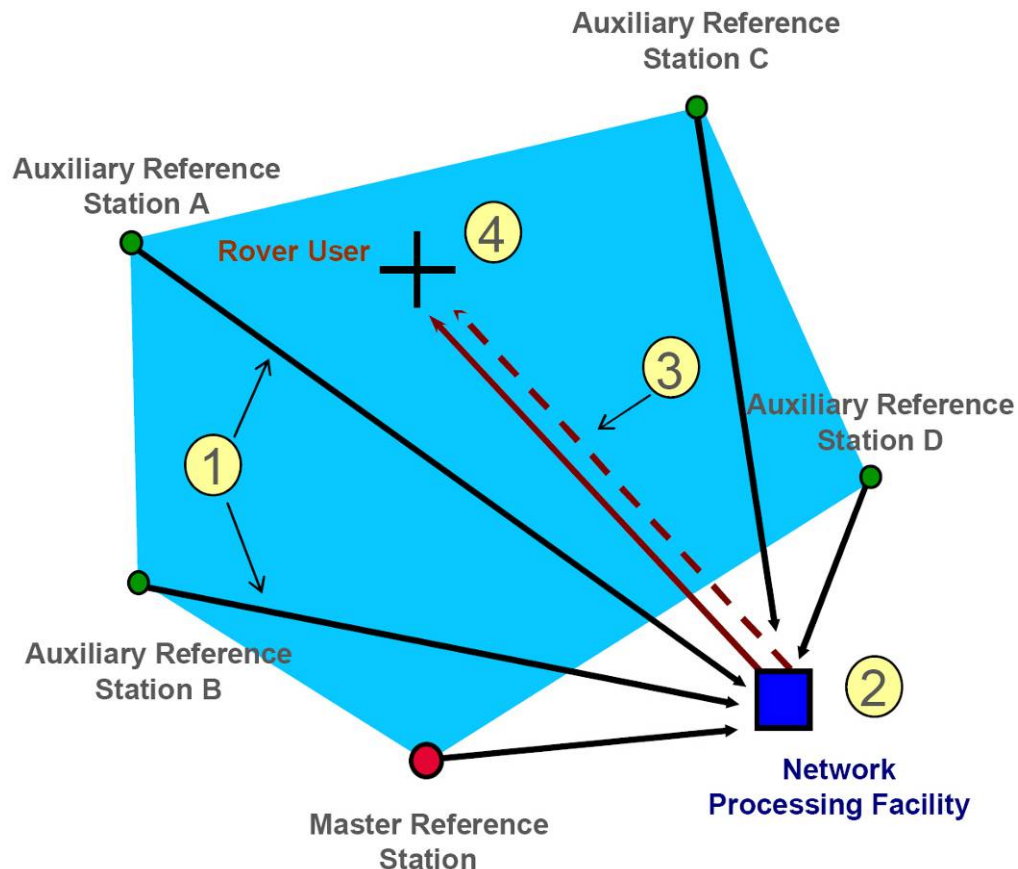 Auxiliary Reference
Station C
Auxiliary Reference
Station A
Rover User
4
3
Auxiliary Reference
Station D
1
Auxiliary Reference
Station B
2
Network
Processing Facility
Master Reference
Station